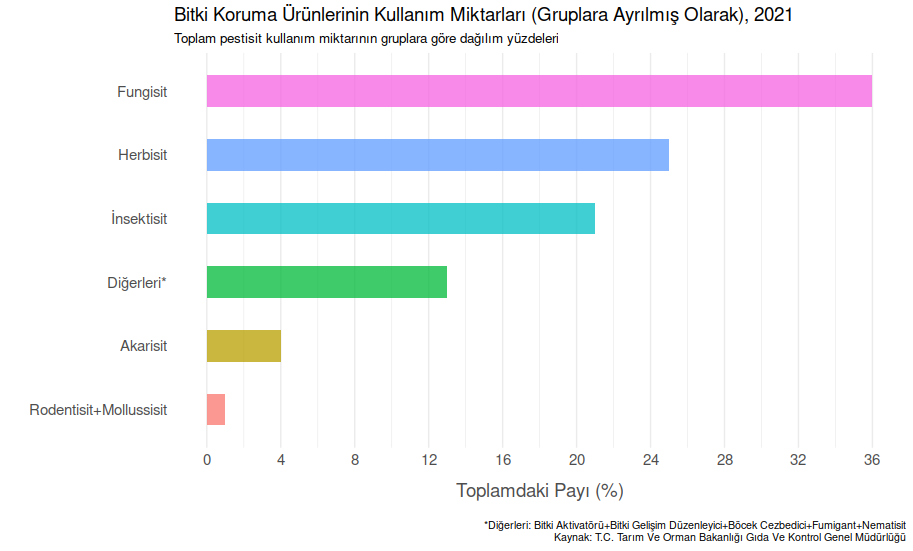 Bitki Koruma Ürünlerinin Kullanım Miktarları (Gruplara Ayrılmış Olarak), 2021
Toplam pestisit kullanım miktarının gruplara göre dağılım yüzdeleri
Fungisit
Herbisit
İnsektisit
Diğerleri*
Akarisit
Rodentisit+Mollussisit
0 4 8 12 16 20 24 28 32 36
Toplamdaki Payı (%)
*Diğerleri: Bitki Aktivatörü+Bitki Gelişim Düzenleyici+Böcek Cezbedici+Fumigant+Nematisit
Kaynak: T.C. Tarım Ve Orman Bakanlığı Gıda Ve Kontrol Genel Müdürlüğü